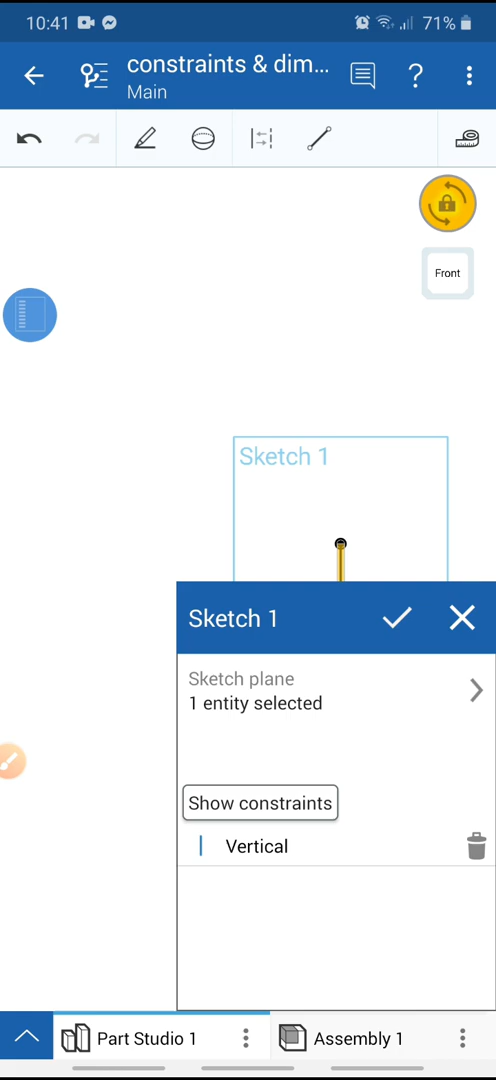 10:41
71%
constraints & dim...
Main
?
Front
Sketch 1
Sketch 1
Sketch plane
1 entity selected
Show constraints
Vertical
Part Studio 1
Assembly 1